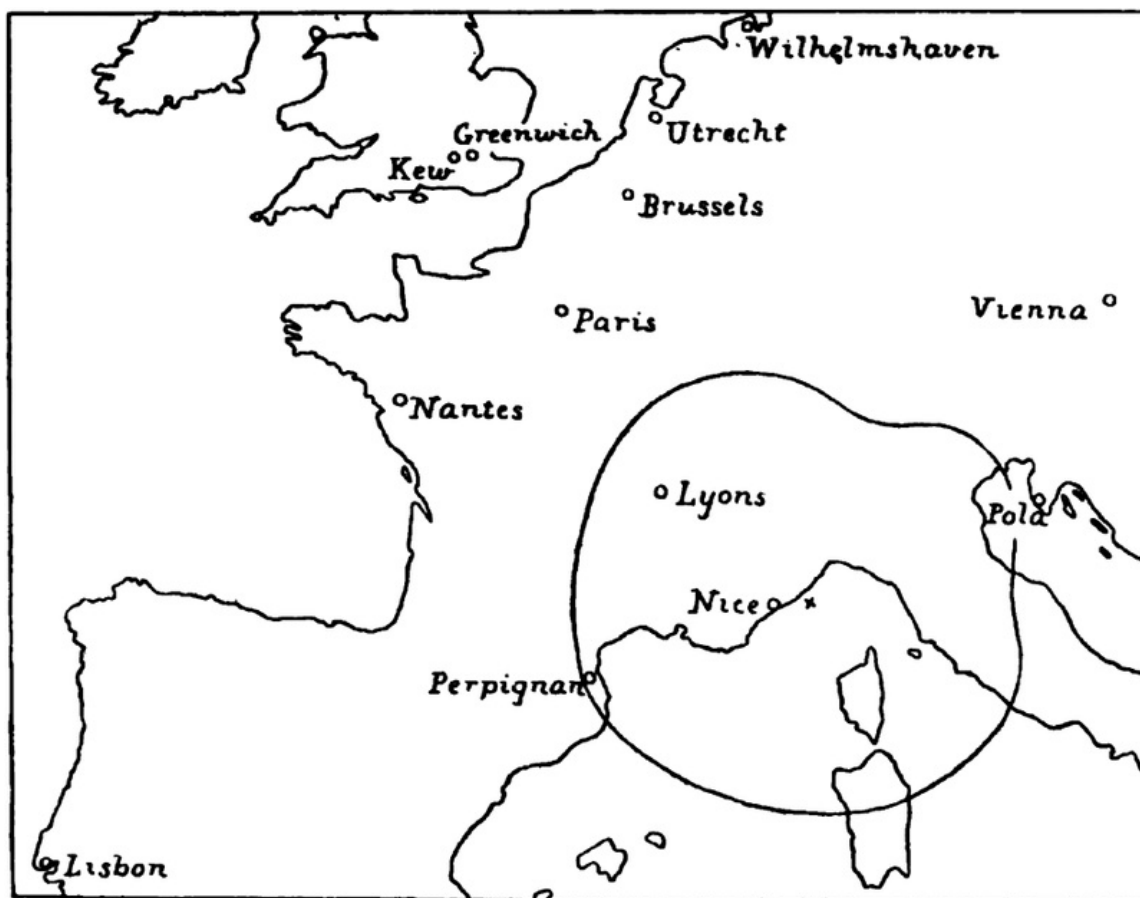 Wilhelmshaven
Utrecht
Greenwich
Kew
Brussels
Vienna
Paris
Nantes
Lyons
Pola
Nice
x
Perpignan
Lisbon